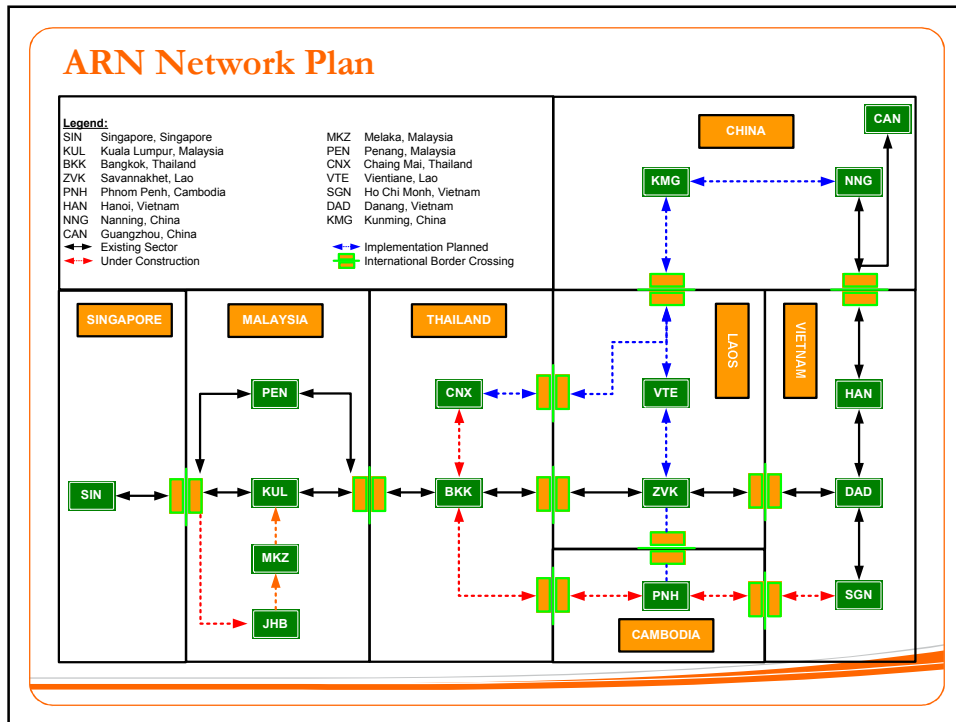 ARN Network Plan
Legend:
SIN Singapore, Singapore
KUL Kuala Lumpur, Malaysia
BKK Bangkok, Thailand
ZVK Savannakhet, Lao
PNH Phnom Penh, Cambodia
HAN Hanoi, Vietnam
NNG Nanning, China
CAN Guangzhou, China
Existing Sector
Under Construction
MKZ Melaka, Malaysia
PEN Penang, Malaysia
CNX Chaing Mai, Thailand
VTE Vientiane, Lao
SGN Ho Chi Monh, Vietnam
DAD Danang, Vietnam
KMG Kunming, China
Implementation Planned
International Border Crossing
CHINA
CAN
KMG
NNG
SINGAPORE
MALAYSIA
THAILAND
LAOS
VIETNAM
PEN
CNX
VTE
HAN
SIN
KUL
BKK
ZVK
DAD
MKZ
JHB
PNH
SGN
CAMBODIA